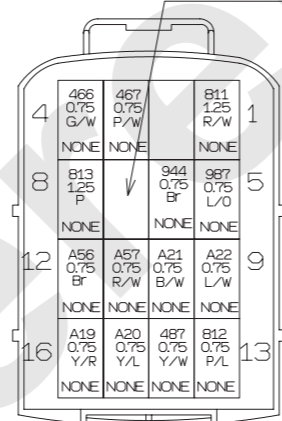 466 467 811
4 0.75 0.75 1.25 1
G/W P/W R/W
NONE NONE NONE
813 944 987
8 1.25 0.75 0.75 5
P Br L/O
NONE NONE NONE
A56 A57 A21 A22
12 0.75 0.75 0.75 0.75 9
Br R/W B/W L/W
NONE NONE NONE NONE
A19 A20 487 812
16 0.75 0.75 0.75 0.75 13
Y/R Y/L Y/W P/L
NONE NONE NONE NONE